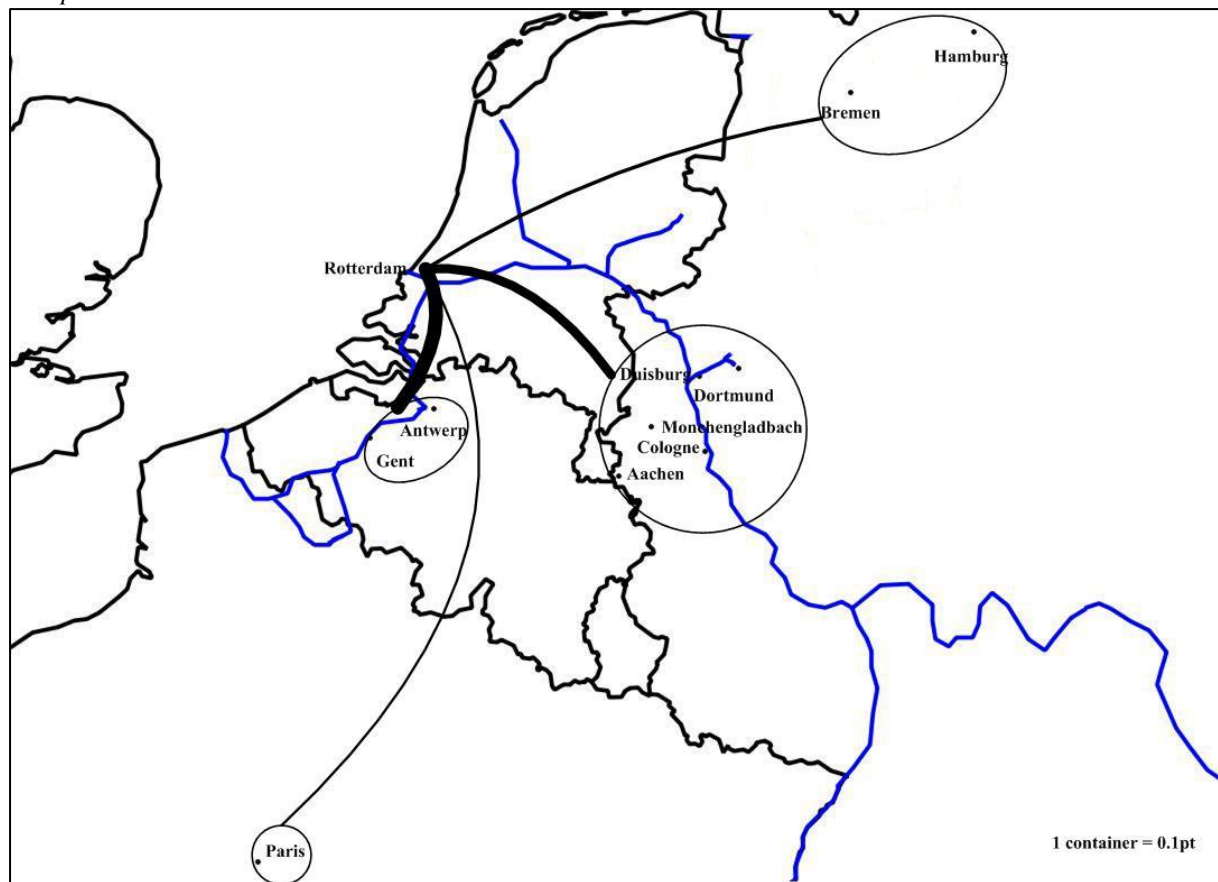 Hamburg
Bremen
Rotterdam
Duisburg
Dortmund
Antwerp
Monchengladbach
Cologne
Gent
Aachen
1 container = 0.1pt
Paris